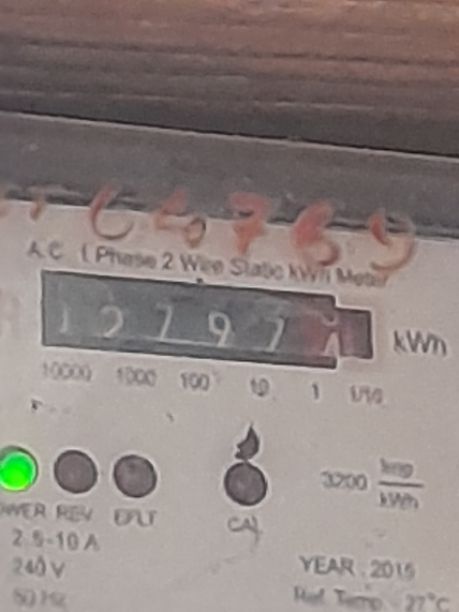 A.C. 1 Phase 2 Wire Static kWh Meter
1 2 7 9 7
kWh
10000 1000 100 10 1 1/10
3200 imp/kWh
REV EFLT CAL
2.5-10 A
240 V
50 Hz
YEAR : 2015
Ref. Temp. 27°C